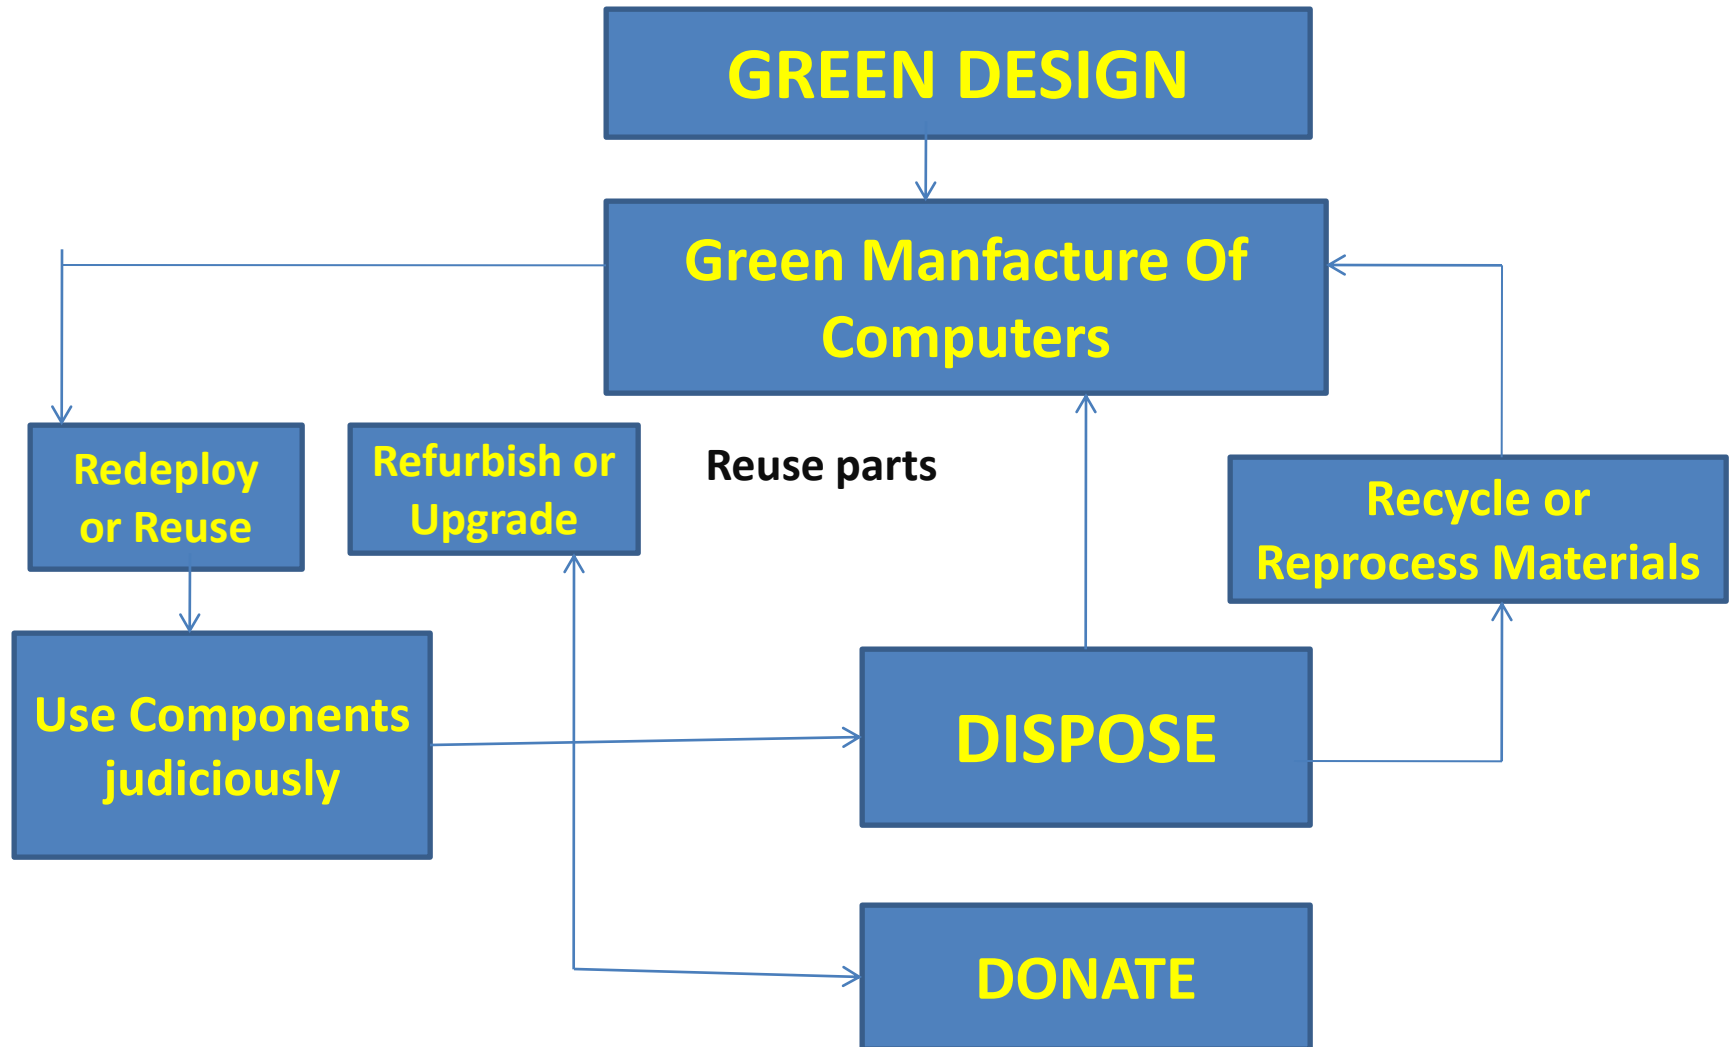 GREEN DESIGN
Green Manfacture Of
Computers
Redeploy
or Reuse
Refurbish or
Upgrade
Reuse parts
Recycle or
Reprocess Materials
Use Components
judiciously
DISPOSE
DONATE